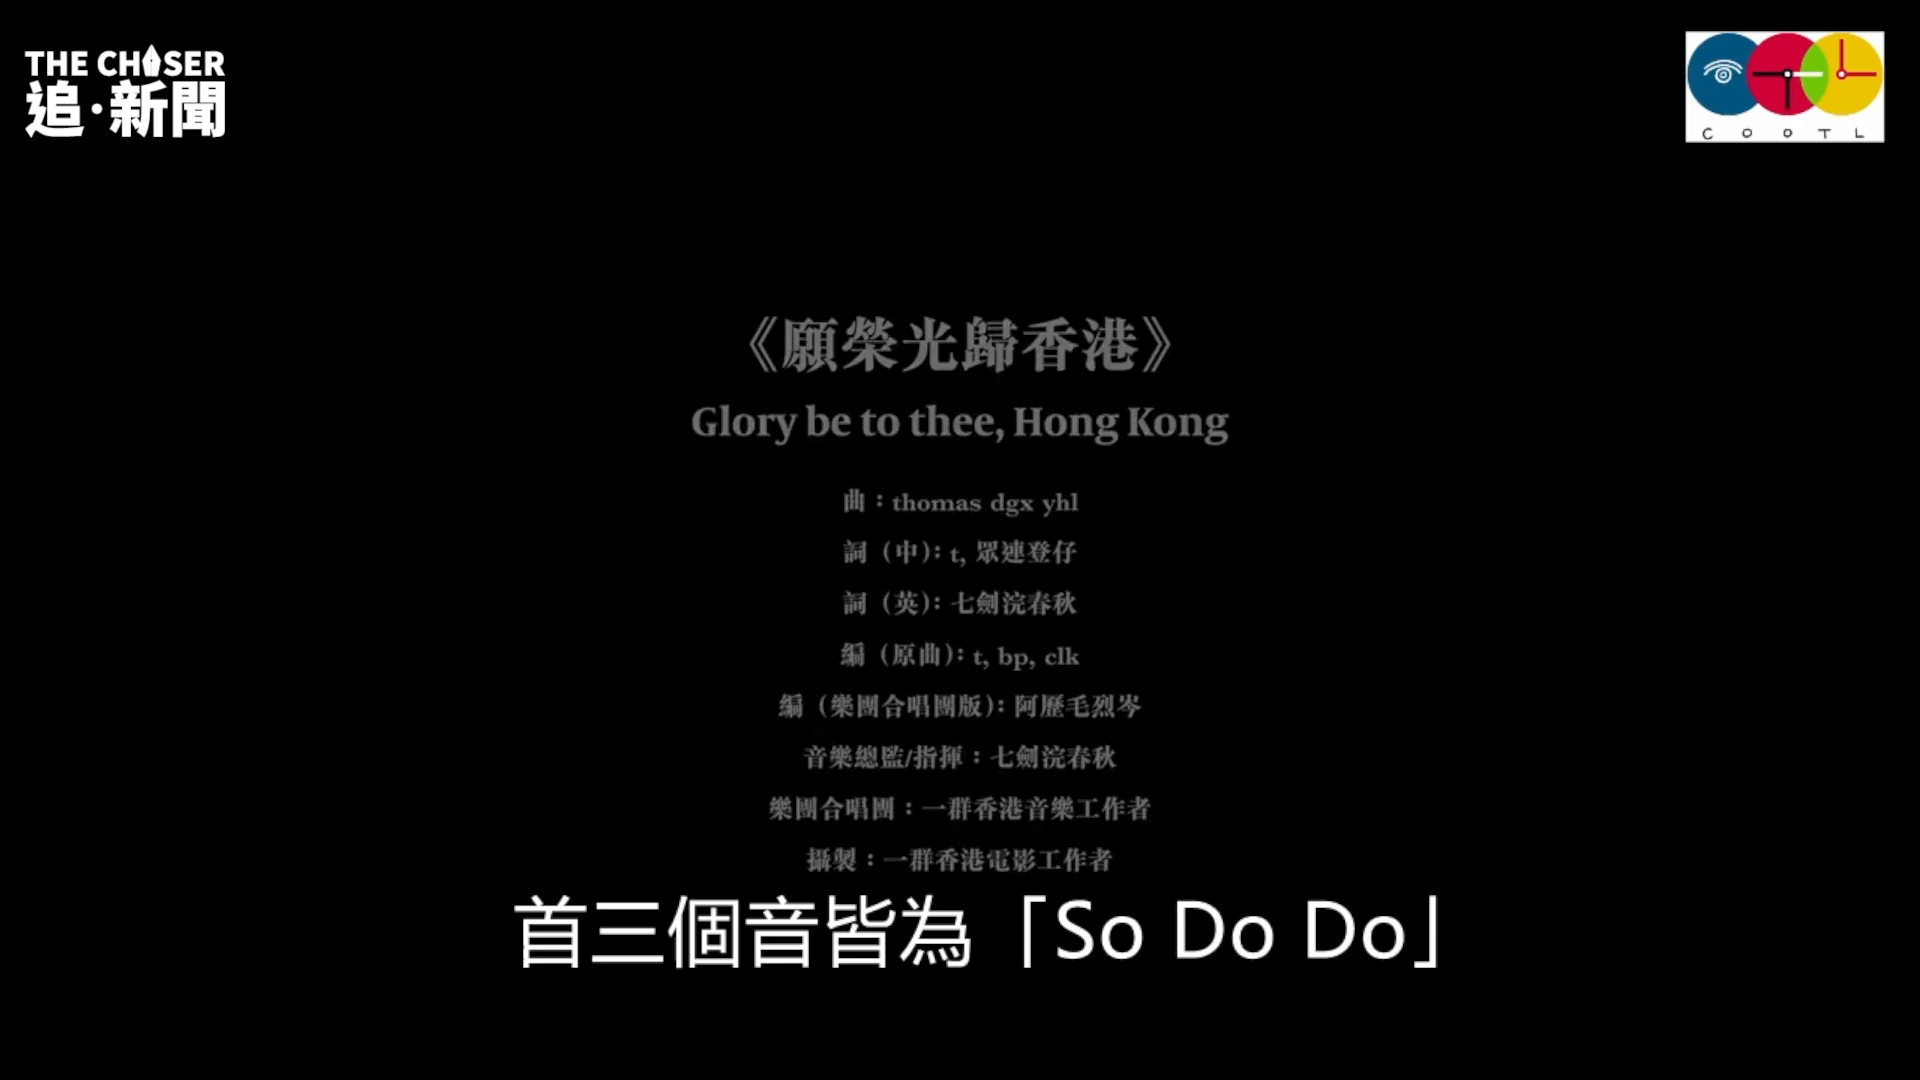 THE CHASER
追·新聞
COOTL
《願榮光歸香港》
Glory be to thee, Hong Kong
曲：thomas dgx yhl
詞（中）：t, 眾連登仔
詞（英）：七劍浣春秋
編（原曲）：t, bp, clk
編（樂團合唱團版）：阿歷毛烈岑
音樂總監/指揮：七劍浣春秋
樂團合唱團：一群香港音樂工作者
攝製：一群香港電影工作者
首三個音皆為「So Do Do」